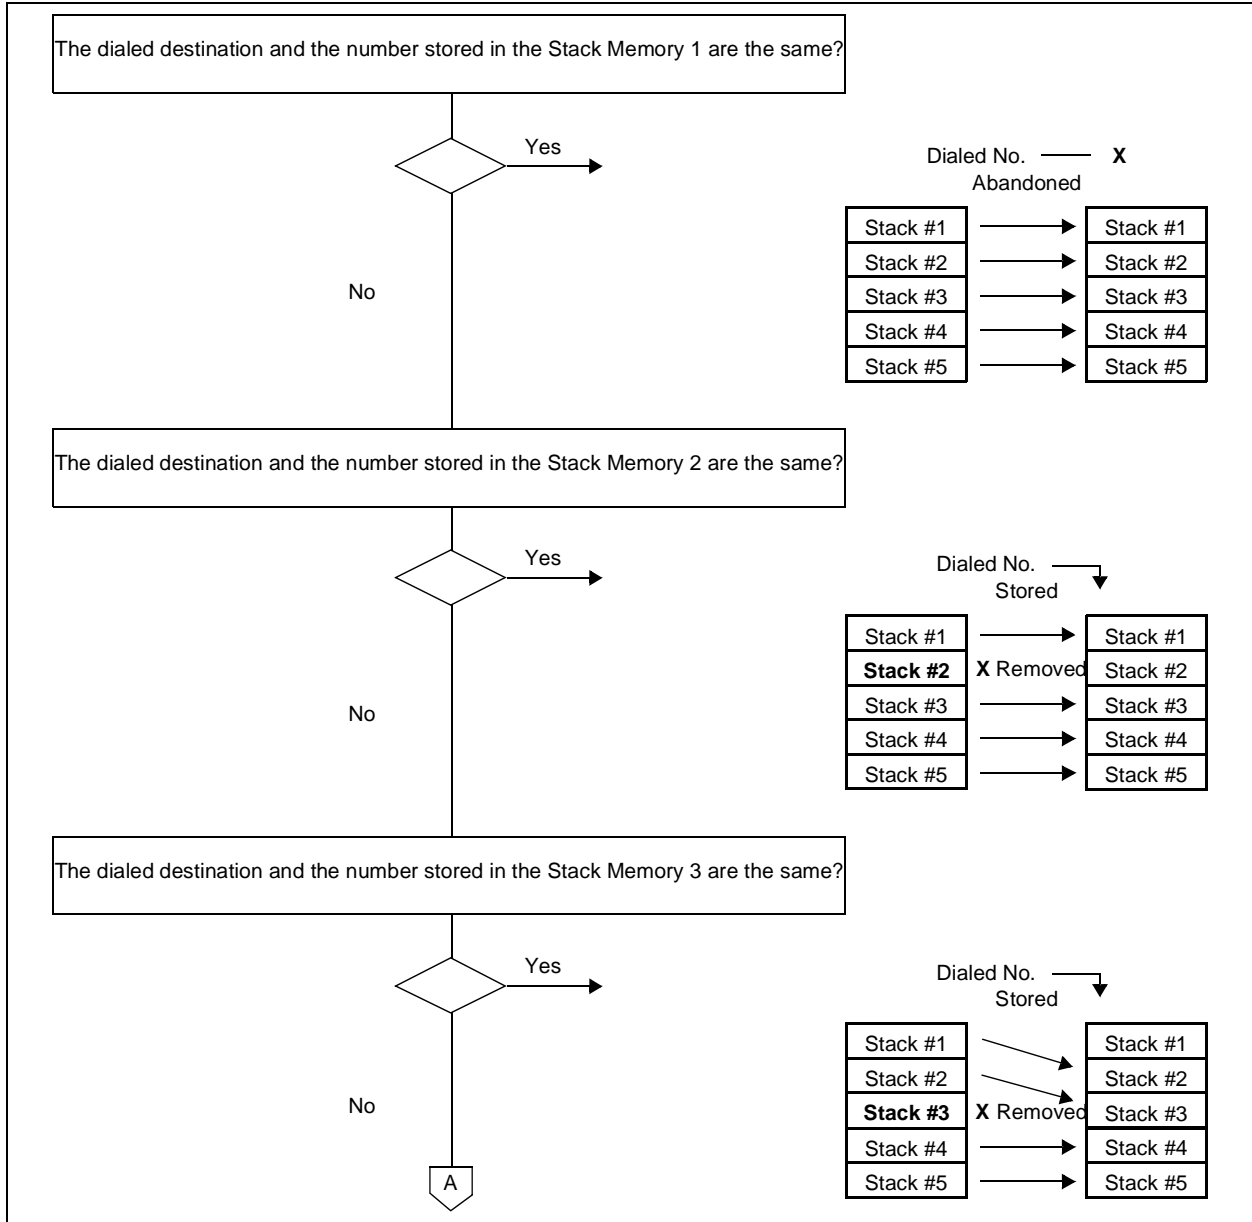 The dialed destination and the number stored in the Stack Memory 1 are the same?
Yes
No
Dialed No. X
Abandoned
Stack #1 Stack #1
Stack #2 Stack #2
Stack #3 Stack #3
Stack #4 Stack #4
Stack #5 Stack #5
The dialed destination and the number stored in the Stack Memory 2 are the same?
Yes
No
Dialed No.
Stored
Stack #1 Stack #1
Stack #2 X Removed Stack #2
Stack #3 Stack #3
Stack #4 Stack #4
Stack #5 Stack #5
The dialed destination and the number stored in the Stack Memory 3 are the same?
Yes
No
Dialed No.
Stored
Stack #1 Stack #1
Stack #2 Stack #2
Stack #3 X Removed Stack #3
Stack #4 Stack #4
Stack #5 Stack #5
A